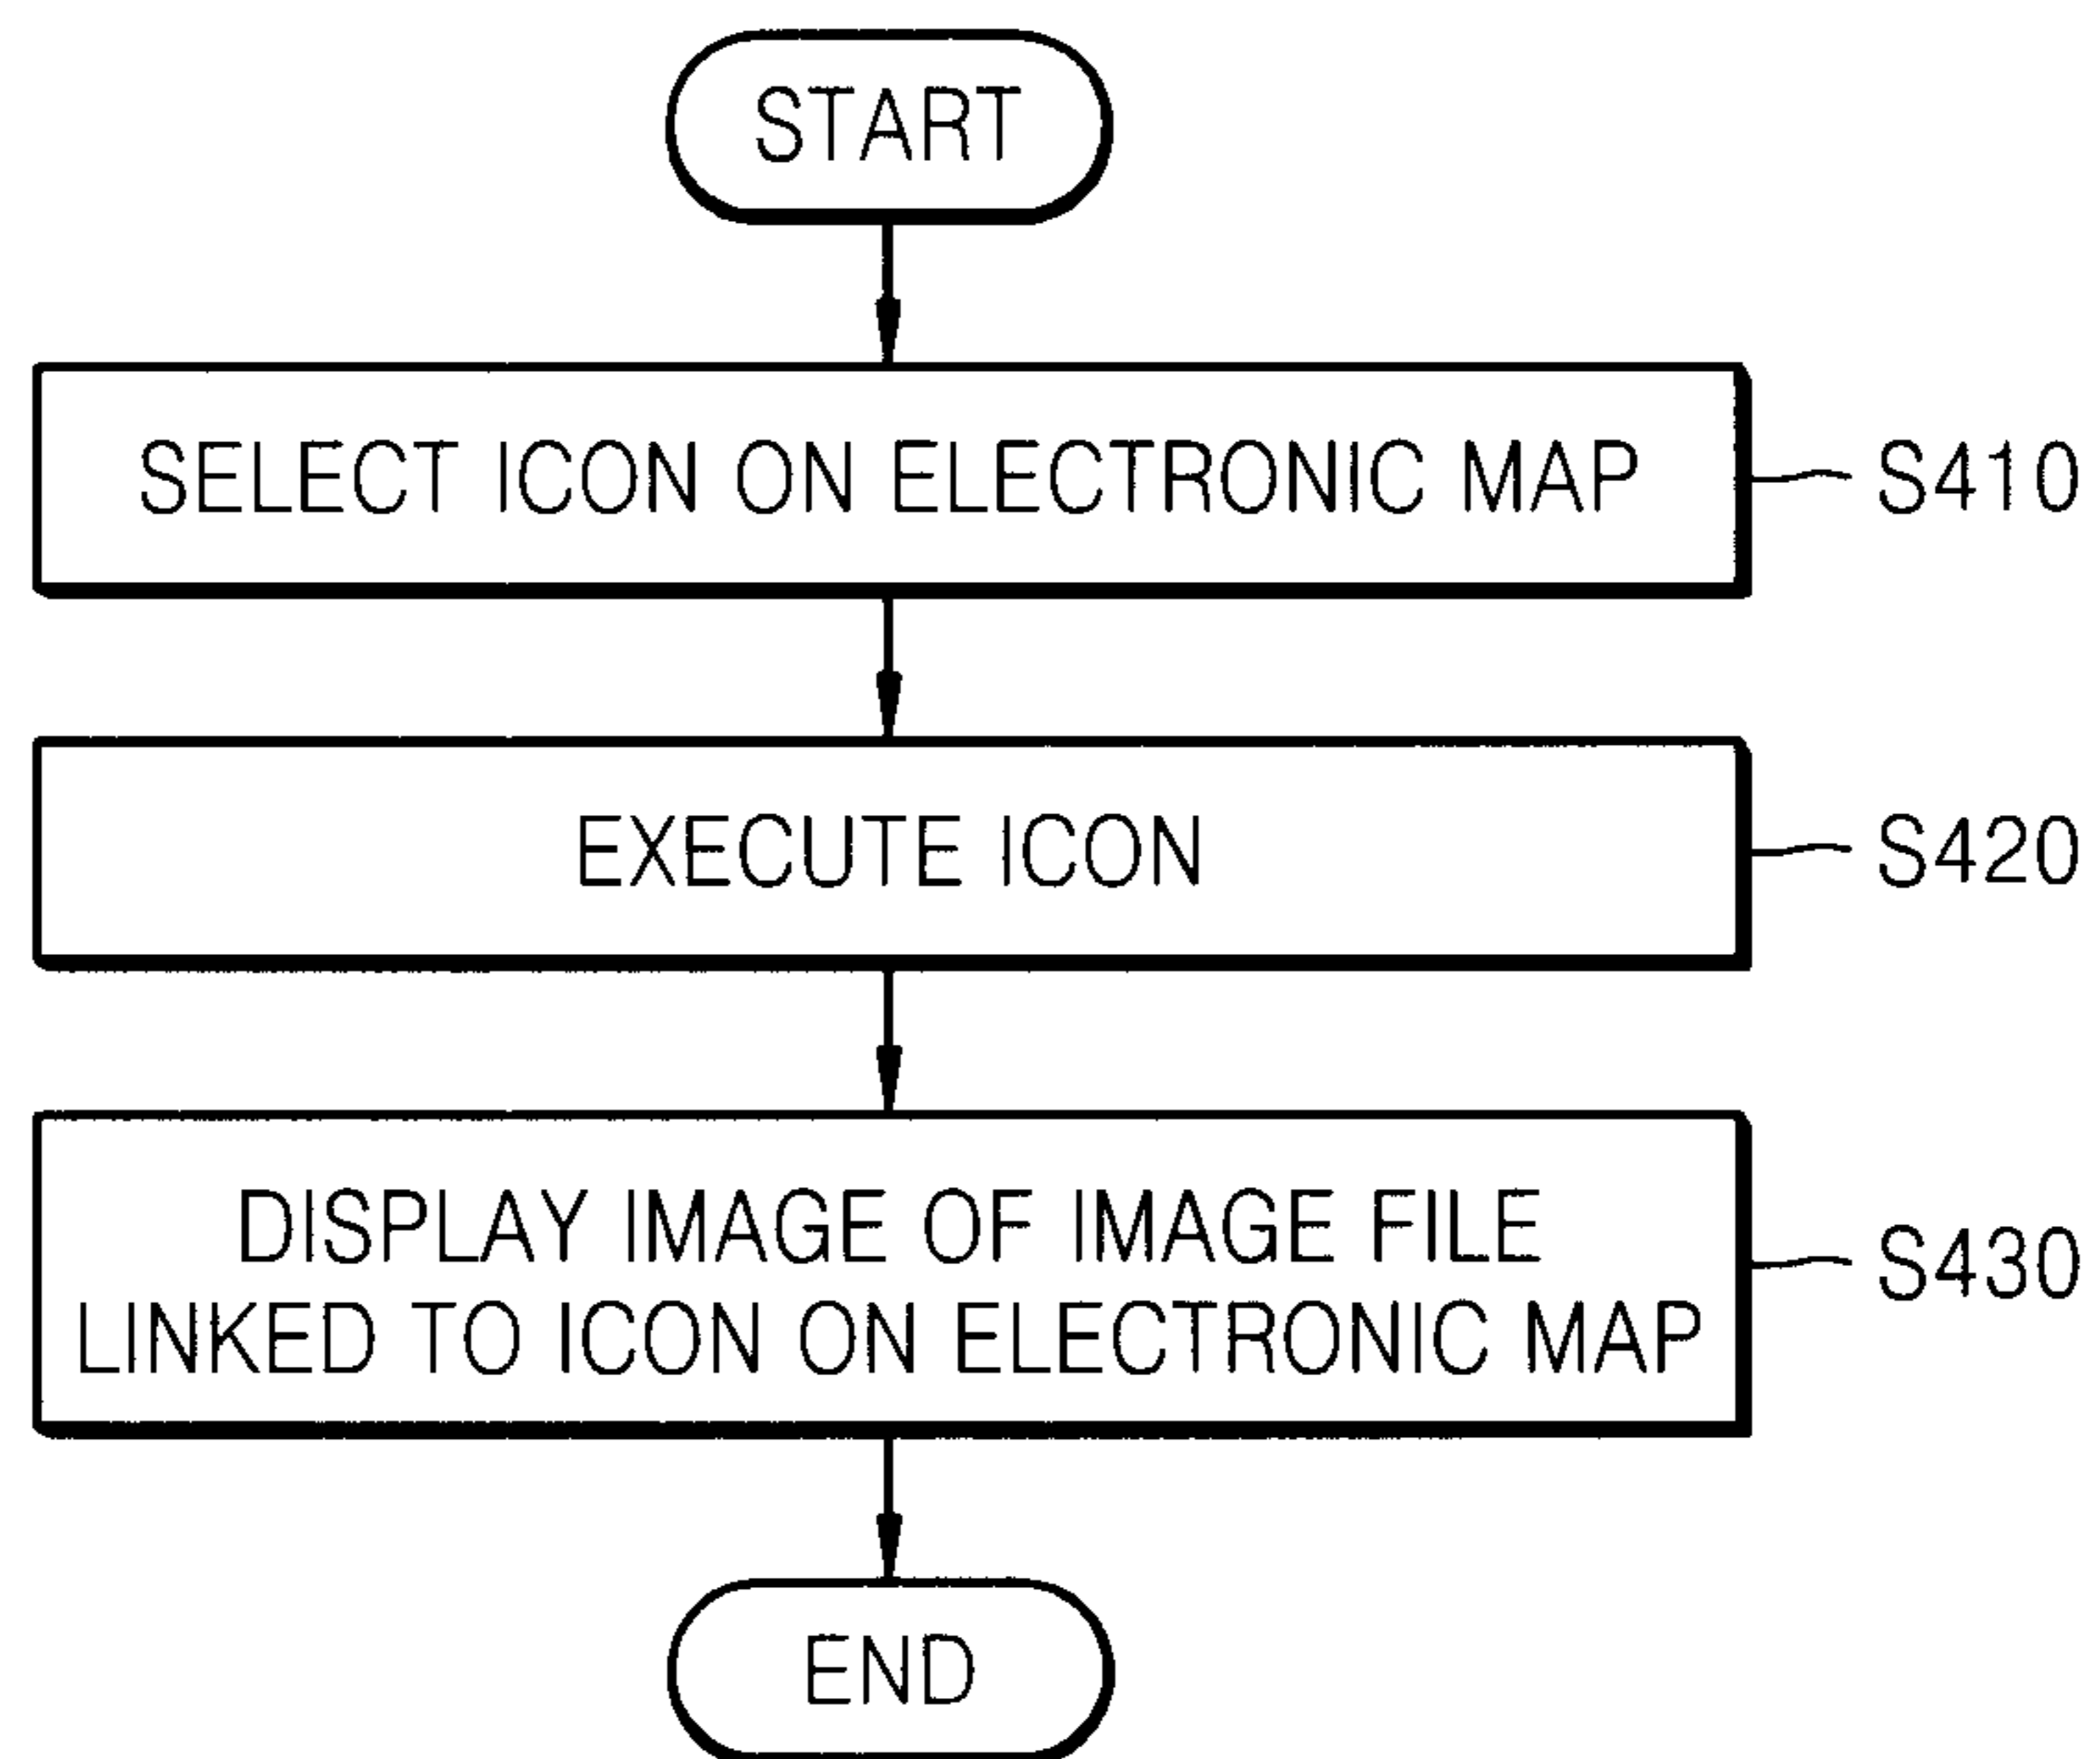 START
SELECT ICON ON ELECTRONIC MAP
S410
EXECUTE ICON
S420
DISPLAY IMAGE OF IMAGE FILE
LINKED TO ICON ON ELECTRONIC MAP
S430
END